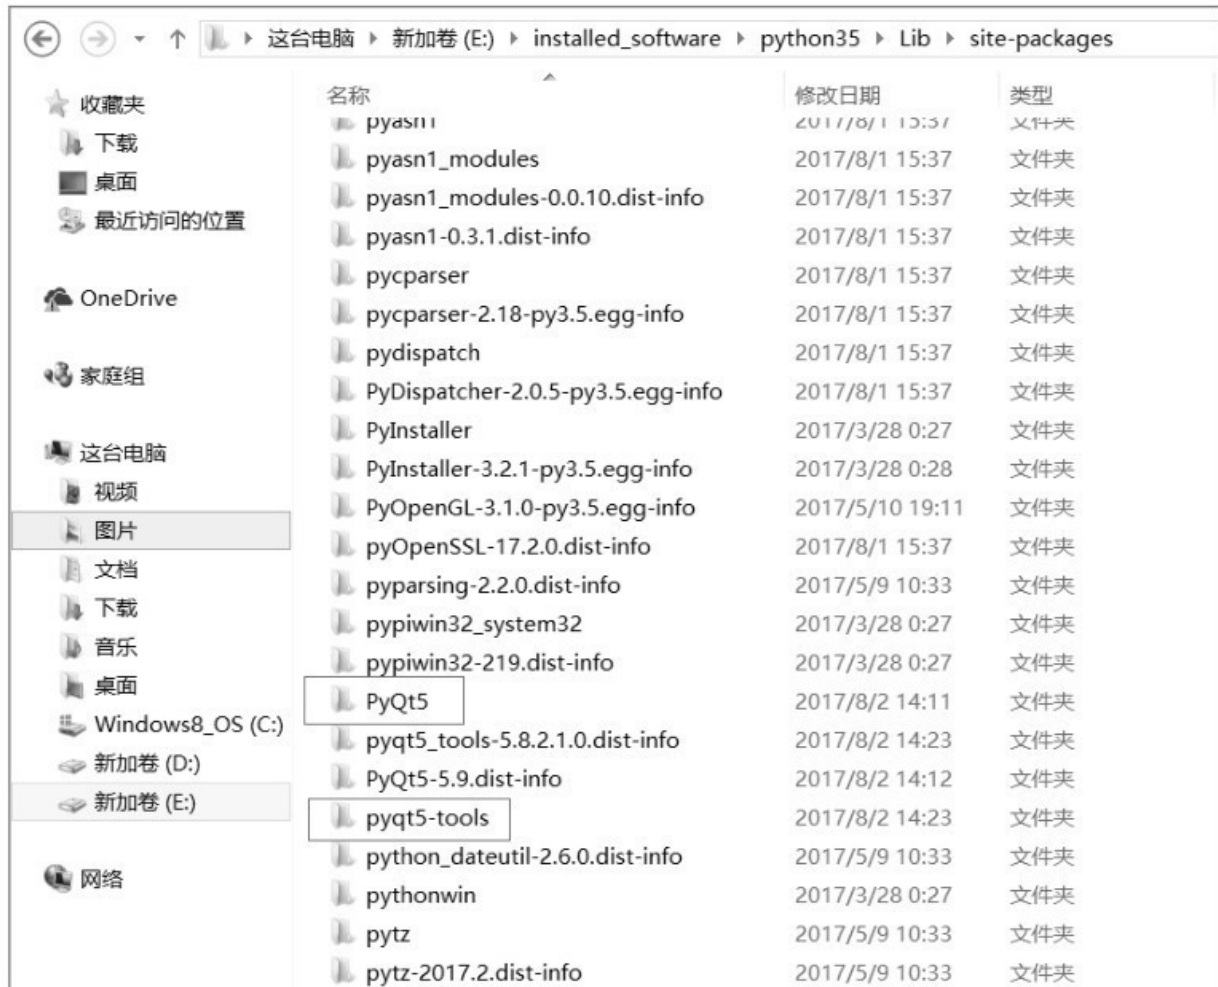 这台电脑 ▸ 新加卷 (E:) ▸ installed_software ▸ python35 ▸ Lib ▸ site-packages
收藏夹
下载
桌面
最近访问的位置
OneDrive
家庭组
这台电脑
视频
图片
文档
下载
音乐
桌面
Windows8_OS (C:)
新加卷 (D:)
新加卷 (E:)
网络
名称 修改日期 类型
pyasn1 2017/8/1 15:37 文件夹
pyasn1_modules 2017/8/1 15:37 文件夹
pyasn1_modules-0.0.10.dist-info 2017/8/1 15:37 文件夹
pyasn1-0.3.1.dist-info 2017/8/1 15:37 文件夹
pycparser 2017/8/1 15:37 文件夹
pycparser-2.18-py3.5.egg-info 2017/8/1 15:37 文件夹
pydispatch 2017/8/1 15:37 文件夹
PyDispatcher-2.0.5-py3.5.egg-info 2017/8/1 15:37 文件夹
PyInstaller 2017/3/28 0:27 文件夹
PyInstaller-3.2.1-py3.5.egg-info 2017/3/28 0:28 文件夹
PyOpenGL-3.1.0-py3.5.egg-info 2017/5/10 19:11 文件夹
pyOpenSSL-17.2.0.dist-info 2017/8/1 15:37 文件夹
pyparsing-2.2.0.dist-info 2017/5/9 10:33 文件夹
pypiwin32_system32 2017/3/28 0:27 文件夹
pypiwin32-219.dist-info 2017/3/28 0:27 文件夹
PyQt5 2017/8/2 14:11 文件夹
pyqt5_tools-5.8.2.1.0.dist-info 2017/8/2 14:23 文件夹
PyQt5-5.9.dist-info 2017/8/2 14:12 文件夹
pyqt5-tools 2017/8/2 14:23 文件夹
python_dateutil-2.6.0.dist-info 2017/5/9 10:33 文件夹
pythonwin 2017/3/28 0:27 文件夹
pytz 2017/5/9 10:33 文件夹
pytz-2017.2.dist-info 2017/5/9 10:33 文件夹